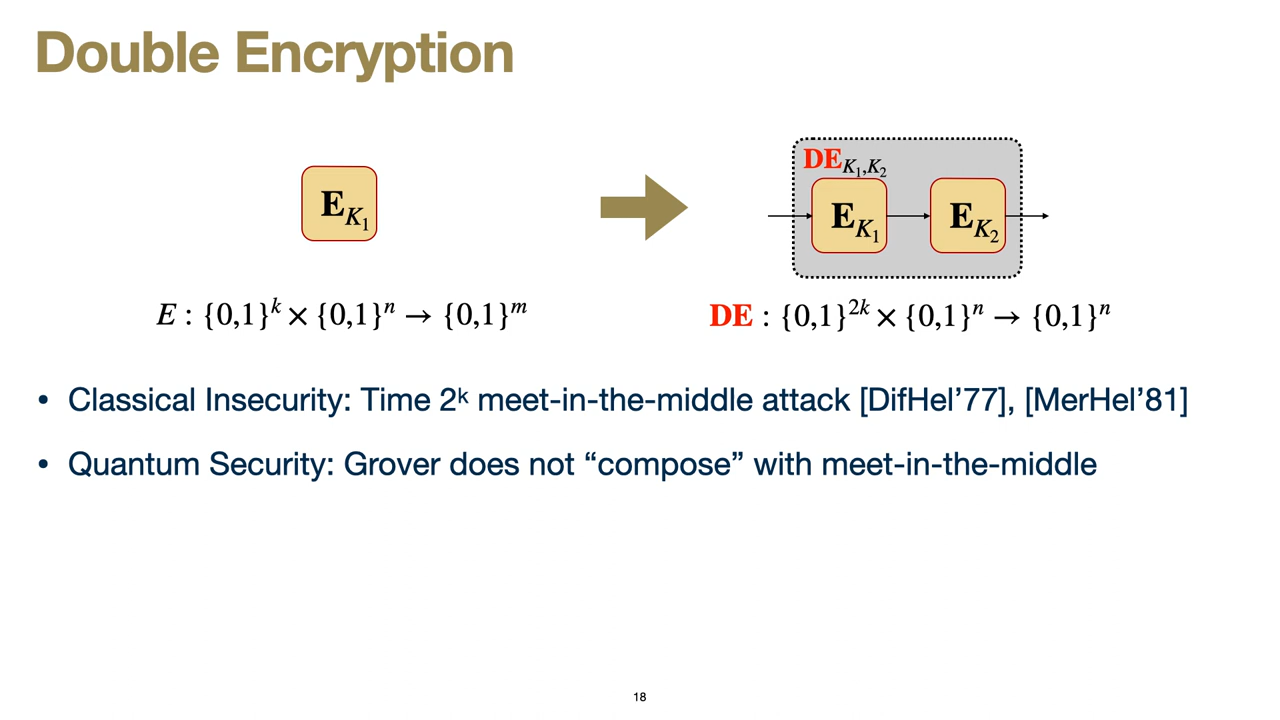 Double Encryption
E_{K_1}
DE_{K_1,K_2}
E_{K_1}
E_{K_2}
E : {0,1}^k × {0,1}^n → {0,1}^m
DE : {0,1}^{2k} × {0,1}^n → {0,1}^n
• Classical Insecurity: Time 2^k meet-in-the-middle attack [DifHel’77], [MerHel’81]
• Quantum Security: Grover does not “compose” with meet-in-the-middle
18